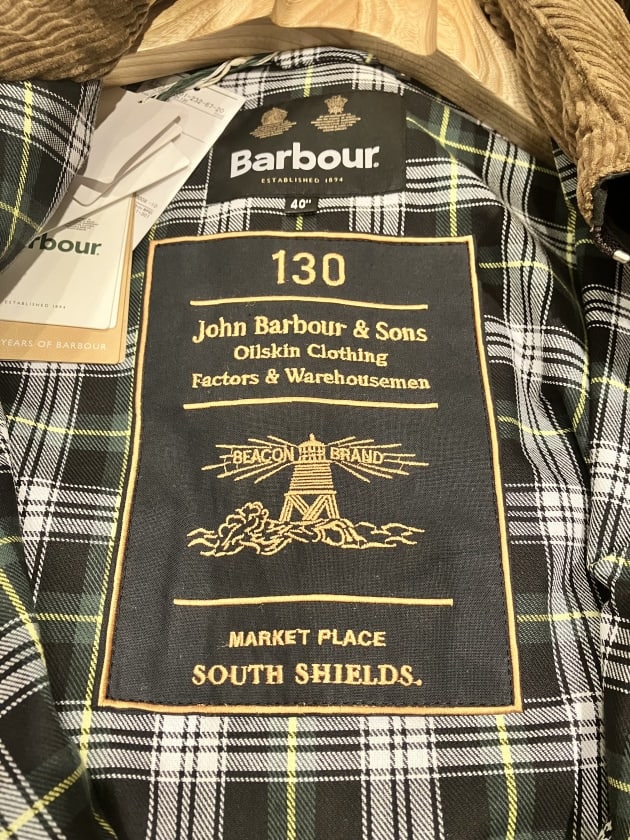 Barbour.
ESTABLISHED 1894
40"
130
John Barbour & Sons
Oilskin Clothing
Factors & Warehousemen
BEACON BRAND
MARKET PLACE
SOUTH SHIELDS.
rbour.
ESTABLISHED 1894
YEARS OF BARBOUR